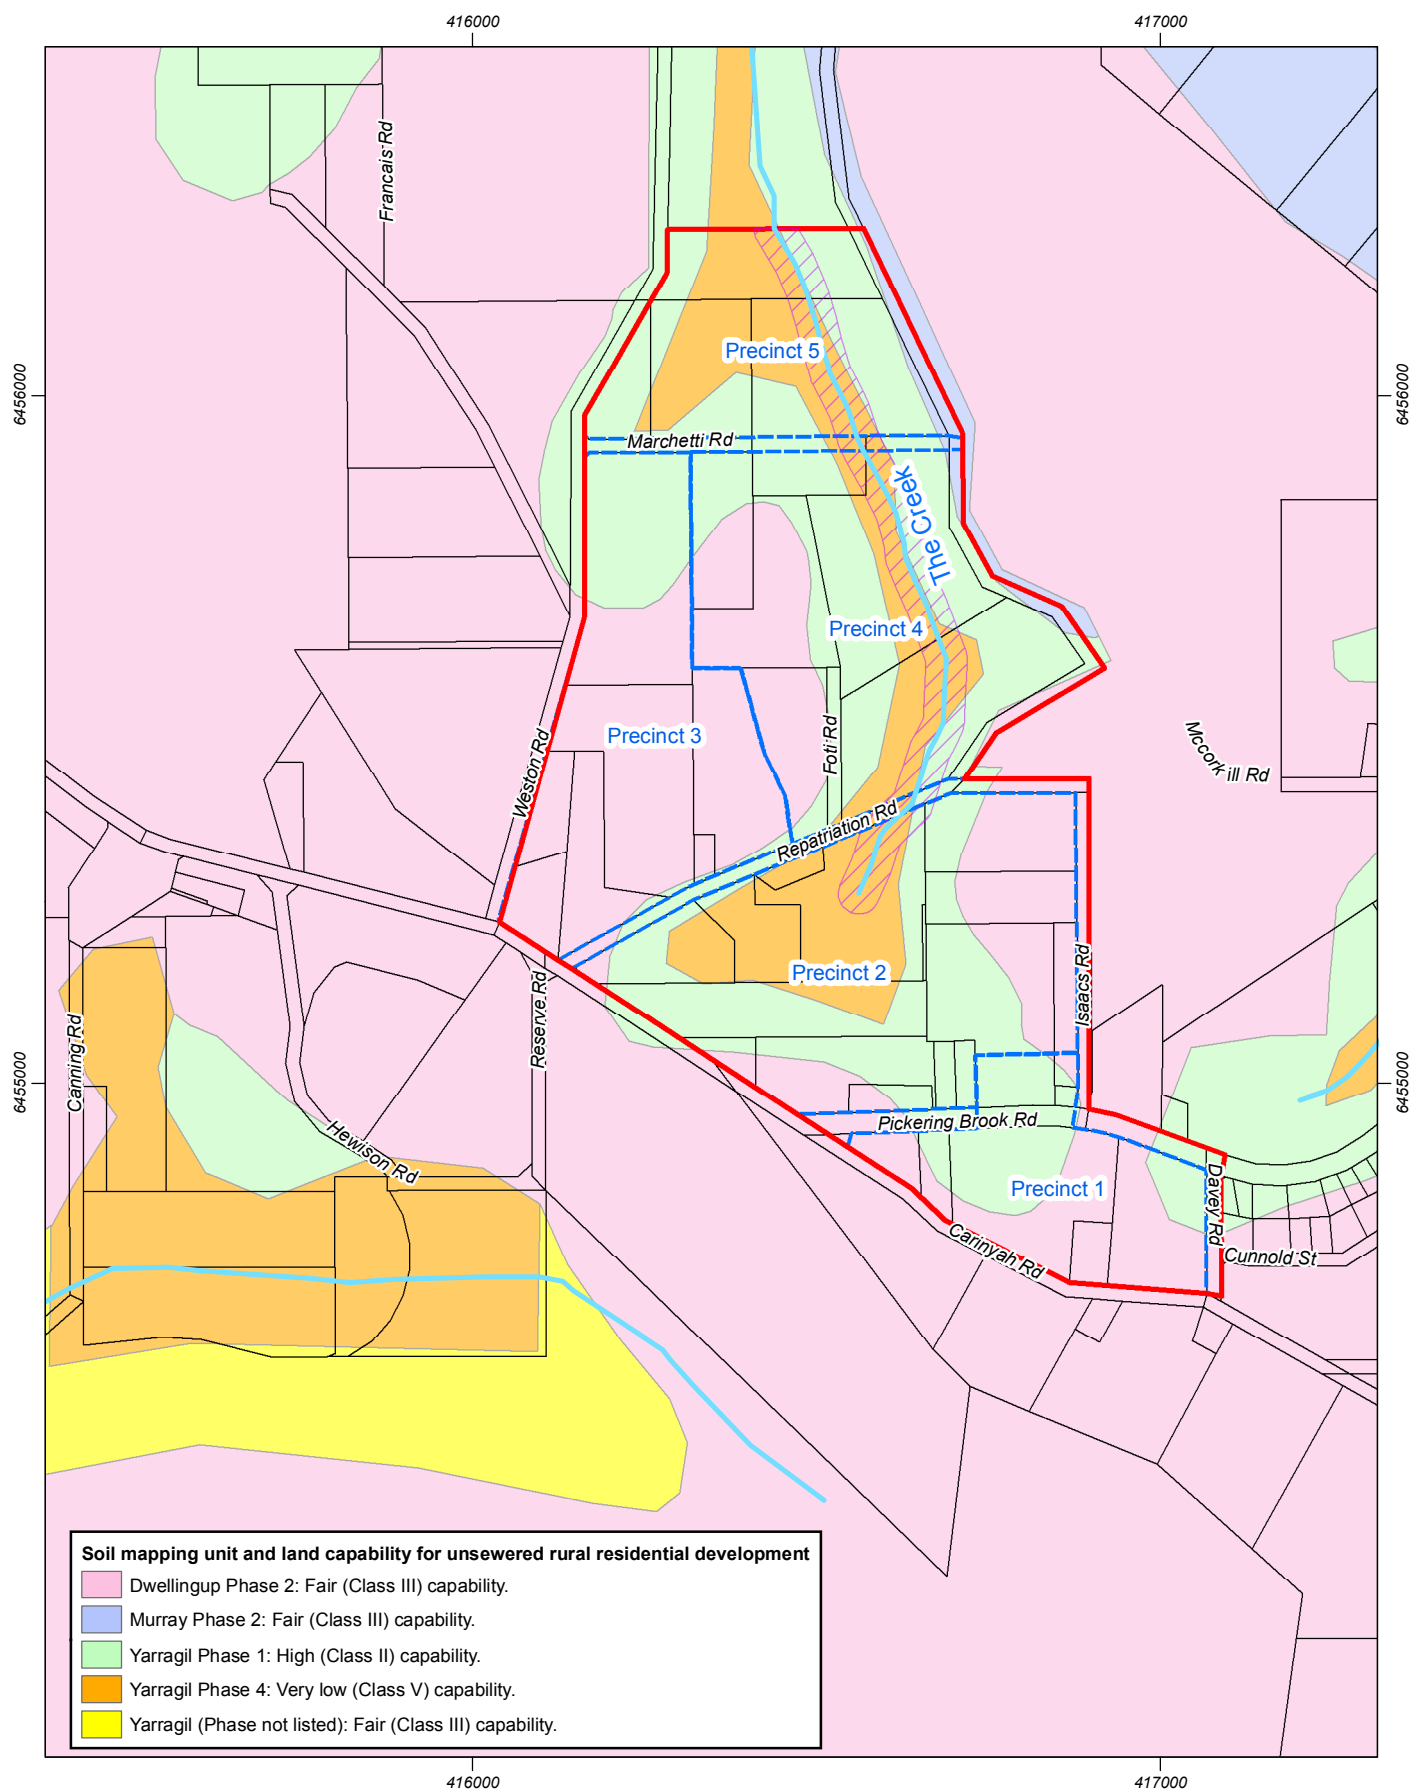 416000
417000
Francais Rd
6456000
6456000
Precinct 5
Marchetti Rd
The Creek
Precinct 4
Precinct 3
Foti Rd
Weston Rd
Mccork ill Rd
Repatriation Rd
Precinct 2
Isaacs Rd
Reserve Rd
Canning Rd
6455000
6455000
Pickering Brook Rd
Hewison Rd
Precinct 1
Davey Rd
Carinyah Rd
Cunnold St
Soil mapping unit and land capability for unsewered rural residential development
Dwellingup Phase 2: Fair (Class III) capability.
Murray Phase 2: Fair (Class III) capability.
Yarragil Phase 1: High (Class II) capability.
Yarragil Phase 4: Very low (Class V) capability.
Yarragil (Phase not listed): Fair (Class III) capability.
416000
417000